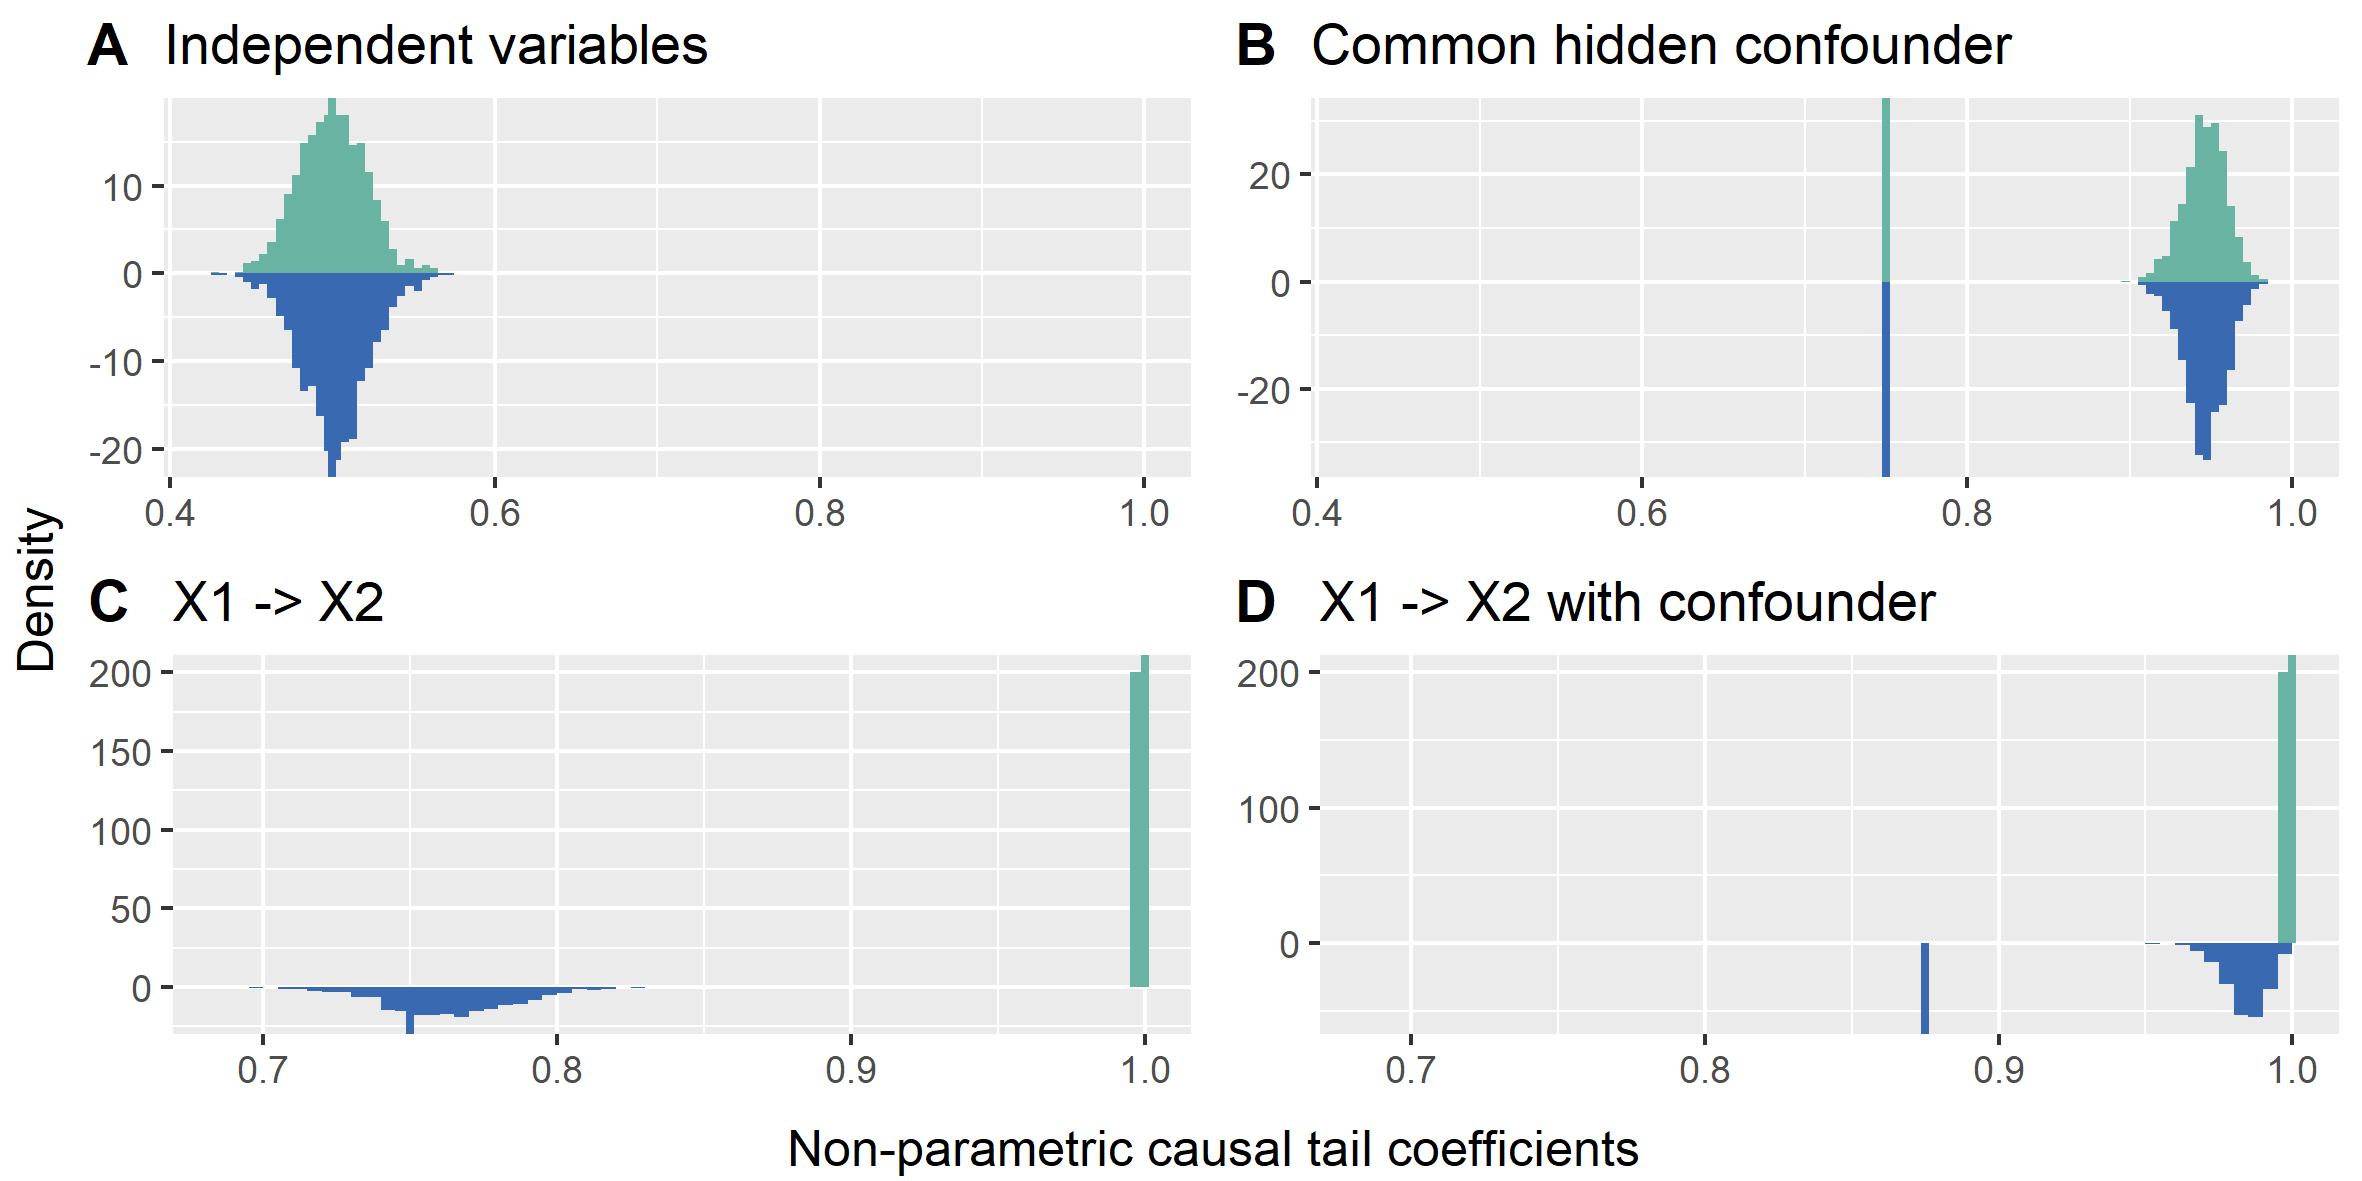 A Independent variables
10
0
-10
-20
0.4 0.6 0.8 1.0
B Common hidden confounder
20
0
-20
0.4 0.6 0.8 1.0
Density
C X1 -> X2
200
150
100
50
0
0.7 0.8 0.9 1.0
D X1 -> X2 with confounder
200
100
0
0.7 0.8 0.9 1.0
Non-parametric causal tail coefficients